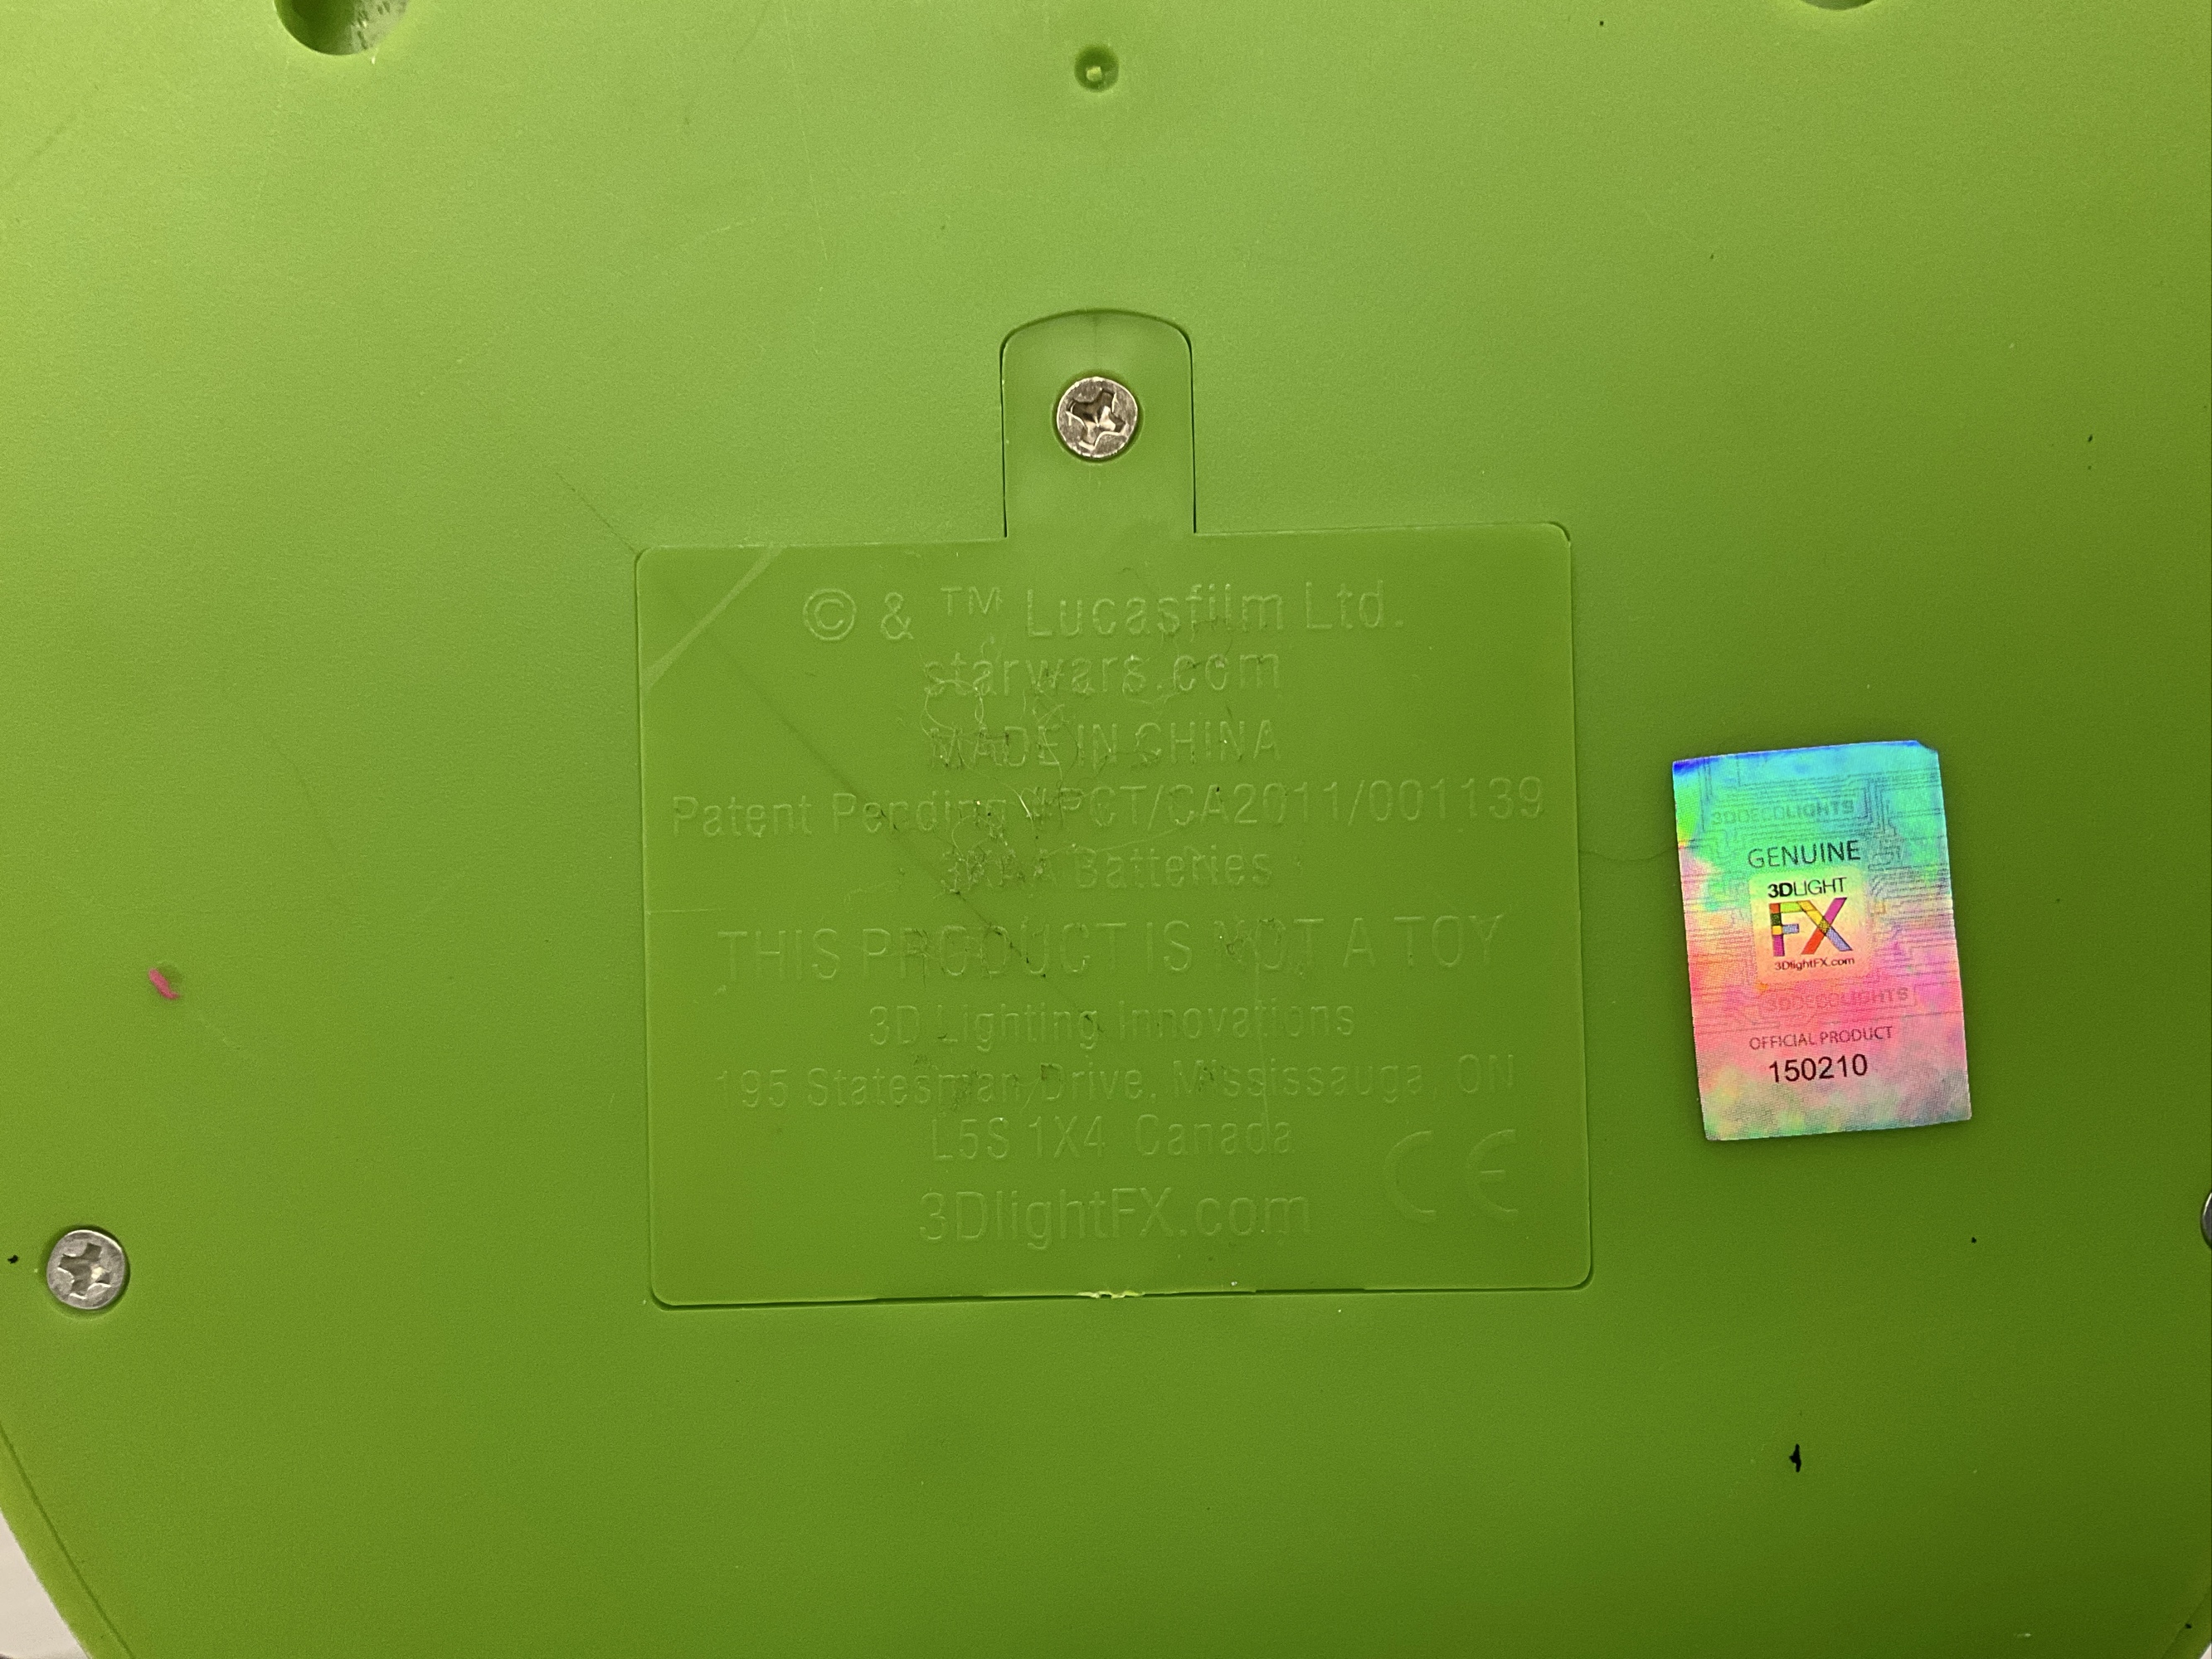 © & ™ Lucasfilm Ltd.
starwars.com
MADE IN CHINA
Patent Pending #PCT/CA2011/001139
3XAA Batteries
THIS PRODUCT IS NOT A TOY
3D Lighting Innovations
195 Statesman Drive, Mississauga, ON
L5S 1X4 Canada
3DlightFX.com
CE
3DDECOLIGHTS
GENUINE
3DLIGHT
FX
3DlightFX.com
3DDECOLIGHTS
OFFICIAL PRODUCT
150210